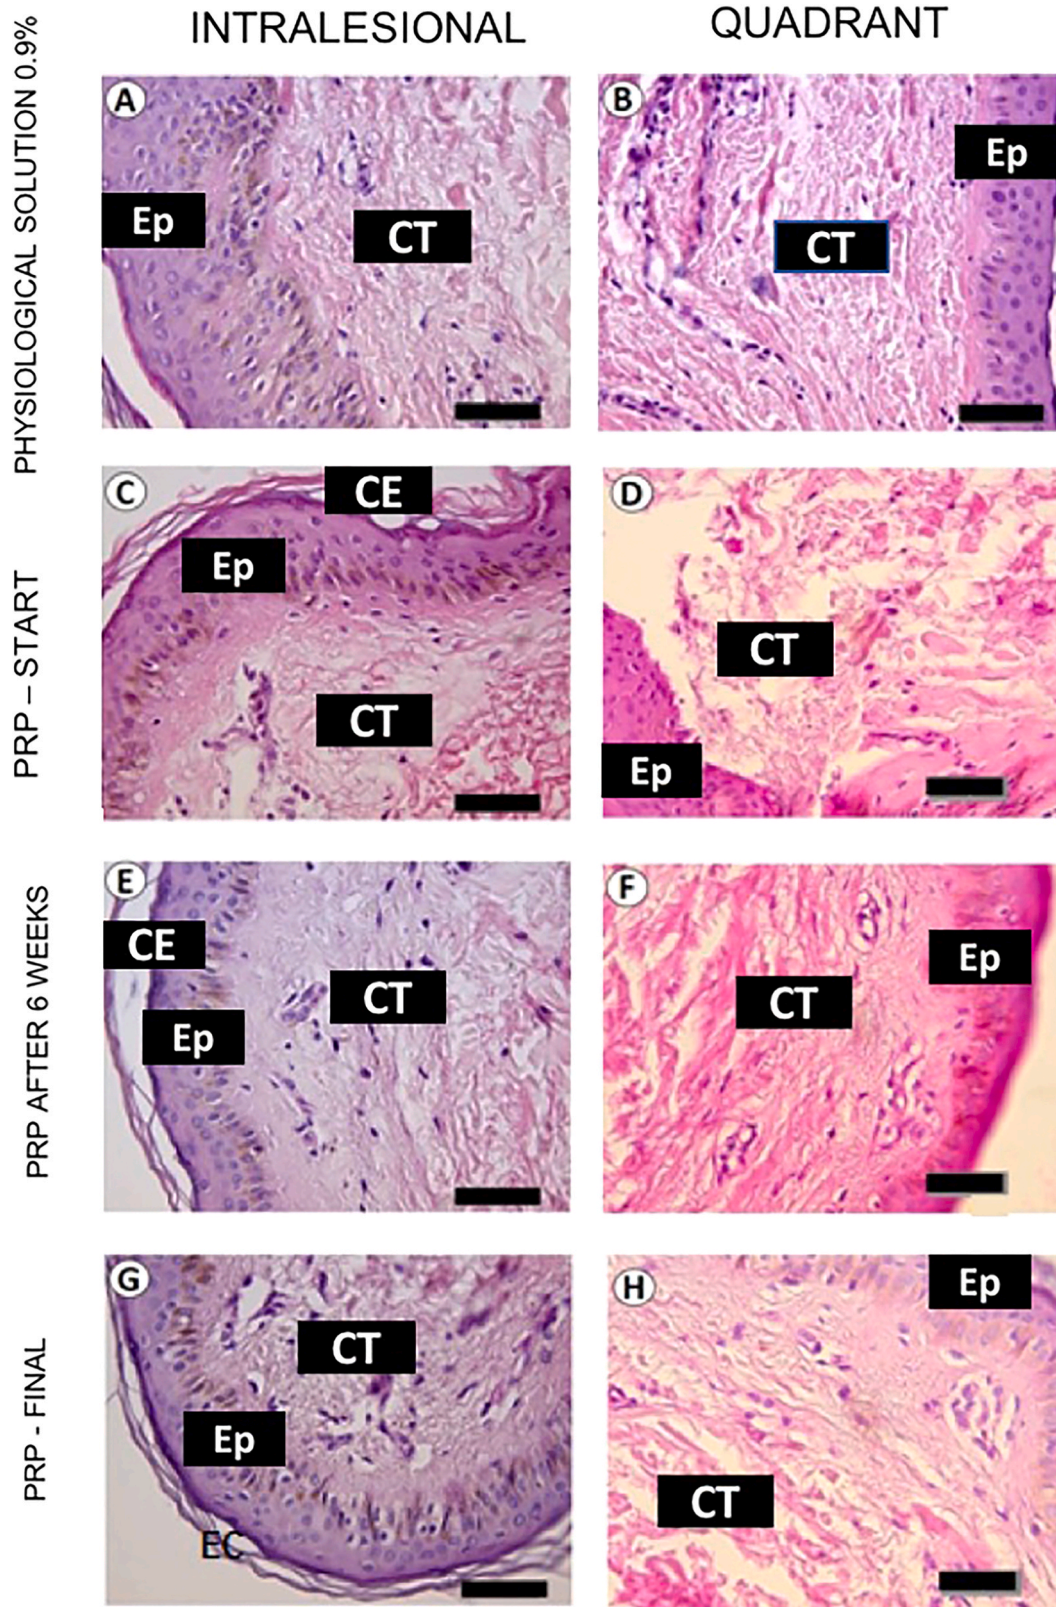 INTRALESIONAL
QUADRANT
PHYSIOLOGICAL SOLUTION 0.9%
A
Ep
CT
B
CT
Ep
PRP – START
C
CE
Ep
CT
D
CT
Ep
PRP AFTER 6 WEEKS
E
CE
Ep
CT
F
CT
Ep
PRP - FINAL
G
CT
Ep
EC
H
Ep
CT